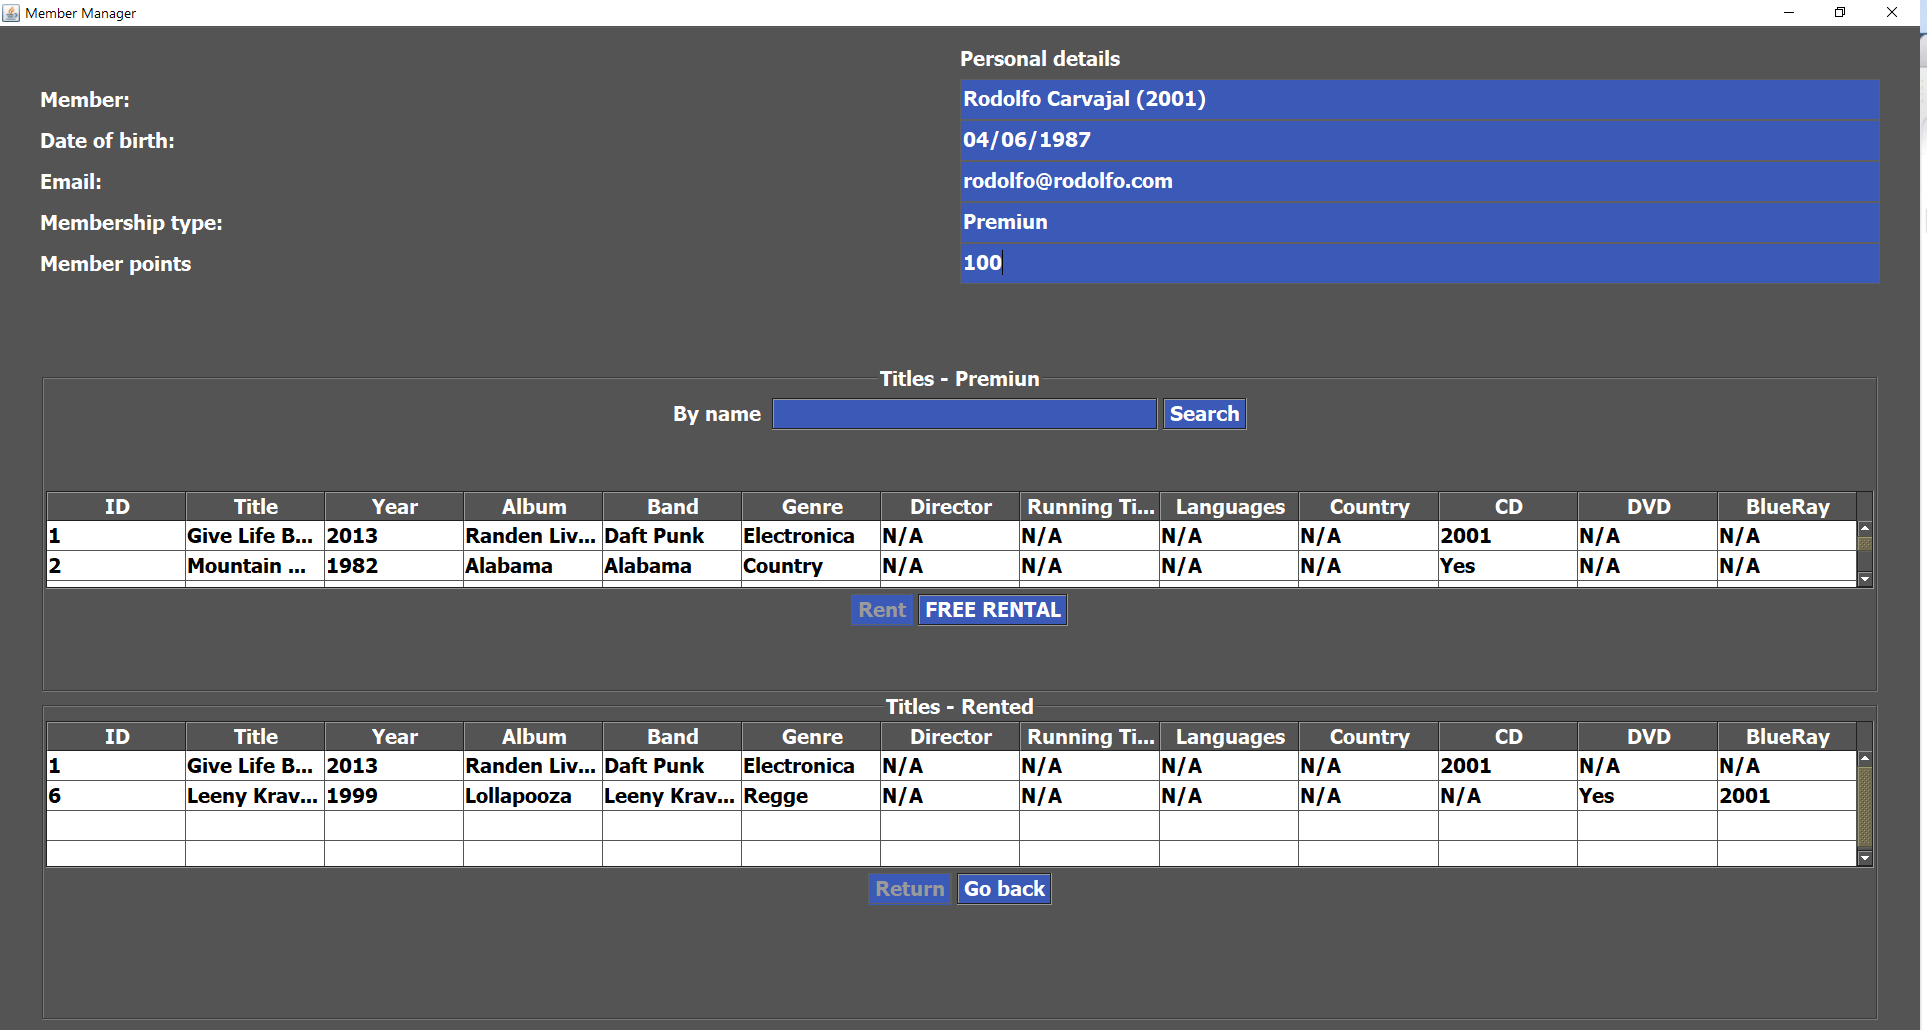 Member Manager
Personal details
Member: Rodolfo Carvajal (2001)
Date of birth: 04/06/1987
Email: rodolfo@rodolfo.com
Membership type: Premiun
Member points 100
Titles - Premiun
By name Search
ID Title Year Album Band Genre Director Running Ti... Languages Country CD DVD BlueRay
1 Give Life B... 2013 Randen Liv... Daft Punk Electronica N/A N/A N/A N/A 2001 N/A N/A
2 Mountain ... 1982 Alabama Alabama Country N/A N/A N/A N/A Yes N/A N/A
Rent FREE RENTAL
Titles - Rented
ID Title Year Album Band Genre Director Running Ti... Languages Country CD DVD BlueRay
1 Give Life B... 2013 Randen Liv... Daft Punk Electronica N/A N/A N/A N/A 2001 N/A N/A
6 Leeny Krav... 1999 Lollapooza Leeny Krav... Regge N/A N/A N/A N/A N/A Yes 2001
Return Go back